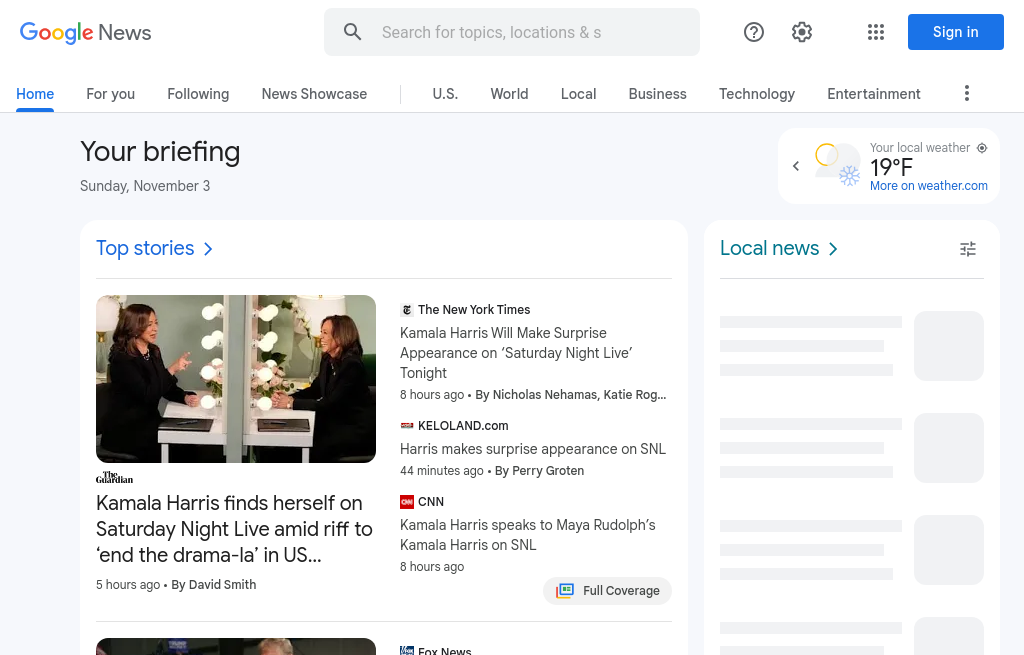 Google News
Search for topics, locations & s
Sign in
Home
For you
Following
News Showcase
U.S.
World
Local
Business
Technology
Entertainment
Your briefing
Sunday, November 3
Your local weather
19°F
More on weather.com
Top stories
The Guardian
Kamala Harris finds herself on
Saturday Night Live amid riff to
‘end the drama-la’ in US...
5 hours ago • By David Smith
The New York Times
Kamala Harris Will Make Surprise
Appearance on ‘Saturday Night Live’
Tonight
8 hours ago • By Nicholas Nehamas, Katie Rog...
KELOLAND.com
Harris makes surprise appearance on SNL
44 minutes ago • By Perry Groten
CNN
Kamala Harris speaks to Maya Rudolph’s
Kamala Harris on SNL
8 hours ago
Full Coverage
Fox News
Local news